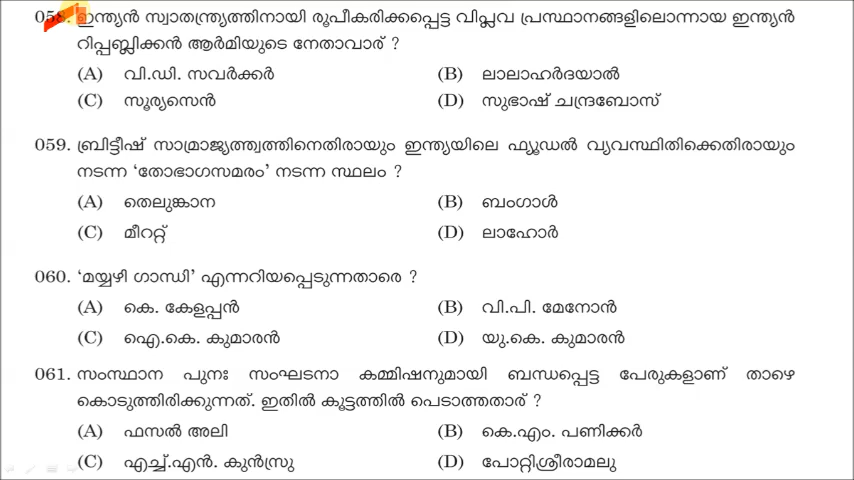 058. ഇന്ത്യൻ സ്വാതന്ത്ര്യത്തിനായി രൂപീകരിക്കപ്പെട്ട വിപ്ലവ പ്രസ്ഥാനങ്ങളിലൊന്നായ ഇന്ത്യൻ
റിപ്പബ്ലിക്കൻ ആർമിയുടെ നേതാവാര് ?
(A) വി.ഡി. സവർക്കർ (B) ലാലാഹർദയാൽ
(C) സൂര്യസെൻ (D) സുഭാഷ് ചന്ദ്രബോസ്
059. ബ്രിട്ടീഷ് സാമ്രാജ്യത്ത്വത്തിനെതിരായും ഇന്ത്യയിലെ ഫ്യൂഡൽ വ്യവസ്ഥിതിക്കെതിരായും
നടന്ന ‘തോഭാഗസമരം’ നടന്ന സ്ഥലം ?
(A) തെലുങ്കാന (B) ബംഗാൾ
(C) മീററ്റ് (D) ലാഹോർ
060. ‘മയ്യഴി ഗാന്ധി’ എന്നറിയപ്പെടുന്നതാരെ ?
(A) കെ. കേളപ്പൻ (B) വി.പി. മേനോൻ
(C) ഐ.കെ. കുമാരൻ (D) യു.കെ. കുമാരൻ
061. സംസ്ഥാന പുനഃ സംഘടനാ കമ്മിഷനുമായി ബന്ധപ്പെട്ട പേരുകളാണ് താഴെ
കൊടുത്തിരിക്കുന്നത്. ഇതിൽ കൂട്ടത്തിൽ പെടാത്തതാര് ?
(A) ഫസൽ അലി (B) കെ.എം. പണിക്കർ
(C) എച്ച്.എൻ. കുൻസ്രു (D) പോറ്റിശ്രീരാമലു